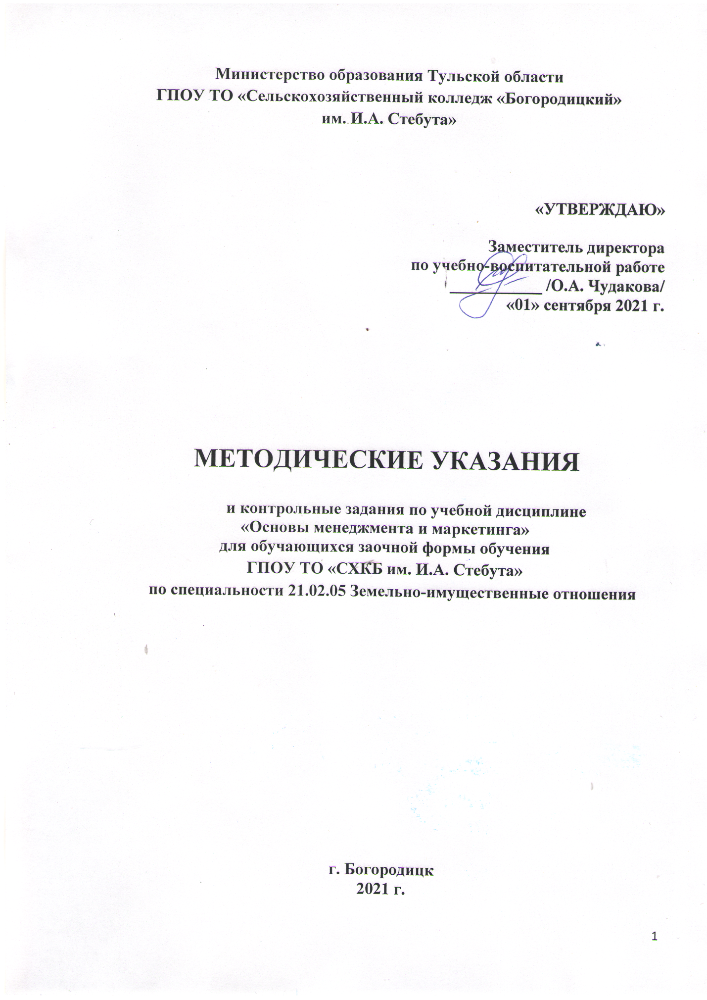 Министерство образования Тульской области
ГПОУ ТО «Сельскохозяйственный колледж «Богородицкий»
им. И.А. Стебута»
«УТВЕРЖДАЮ»
Заместитель директора
по учебно-воспитательной работе
___________ /О.А. Чудакова/
«01» сентября 2021 г.
МЕТОДИЧЕСКИЕ УКАЗАНИЯ
и контрольные задания по учебной дисциплине
«Основы менеджмента и маркетинга»
для обучающихся заочной формы обучения
ГПОУ ТО «СХКБ им. И.А. Стебута»
по специальности 21.02.05 Земельно-имущественные отношения
г. Богородицк
2021 г.
1